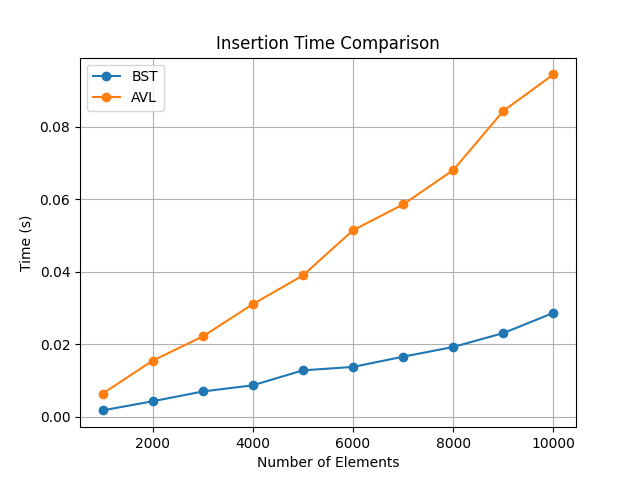 Insertion Time Comparison
BST
AVL
0.08
0.06
0.04
0.02
0.00
Time (s)
2000 4000 6000 8000 10000
Number of Elements